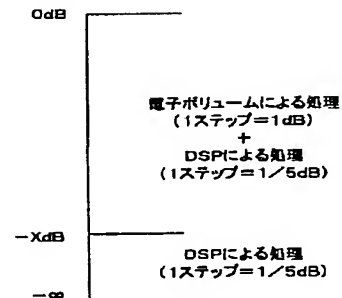 0dB
電子ボリュームによる処理
(1ステップ=1dB)
+
DSPによる処理
(1ステップ=1/5dB)
-XdB
DSPによる処理
(1ステップ=1/5dB)
-∞